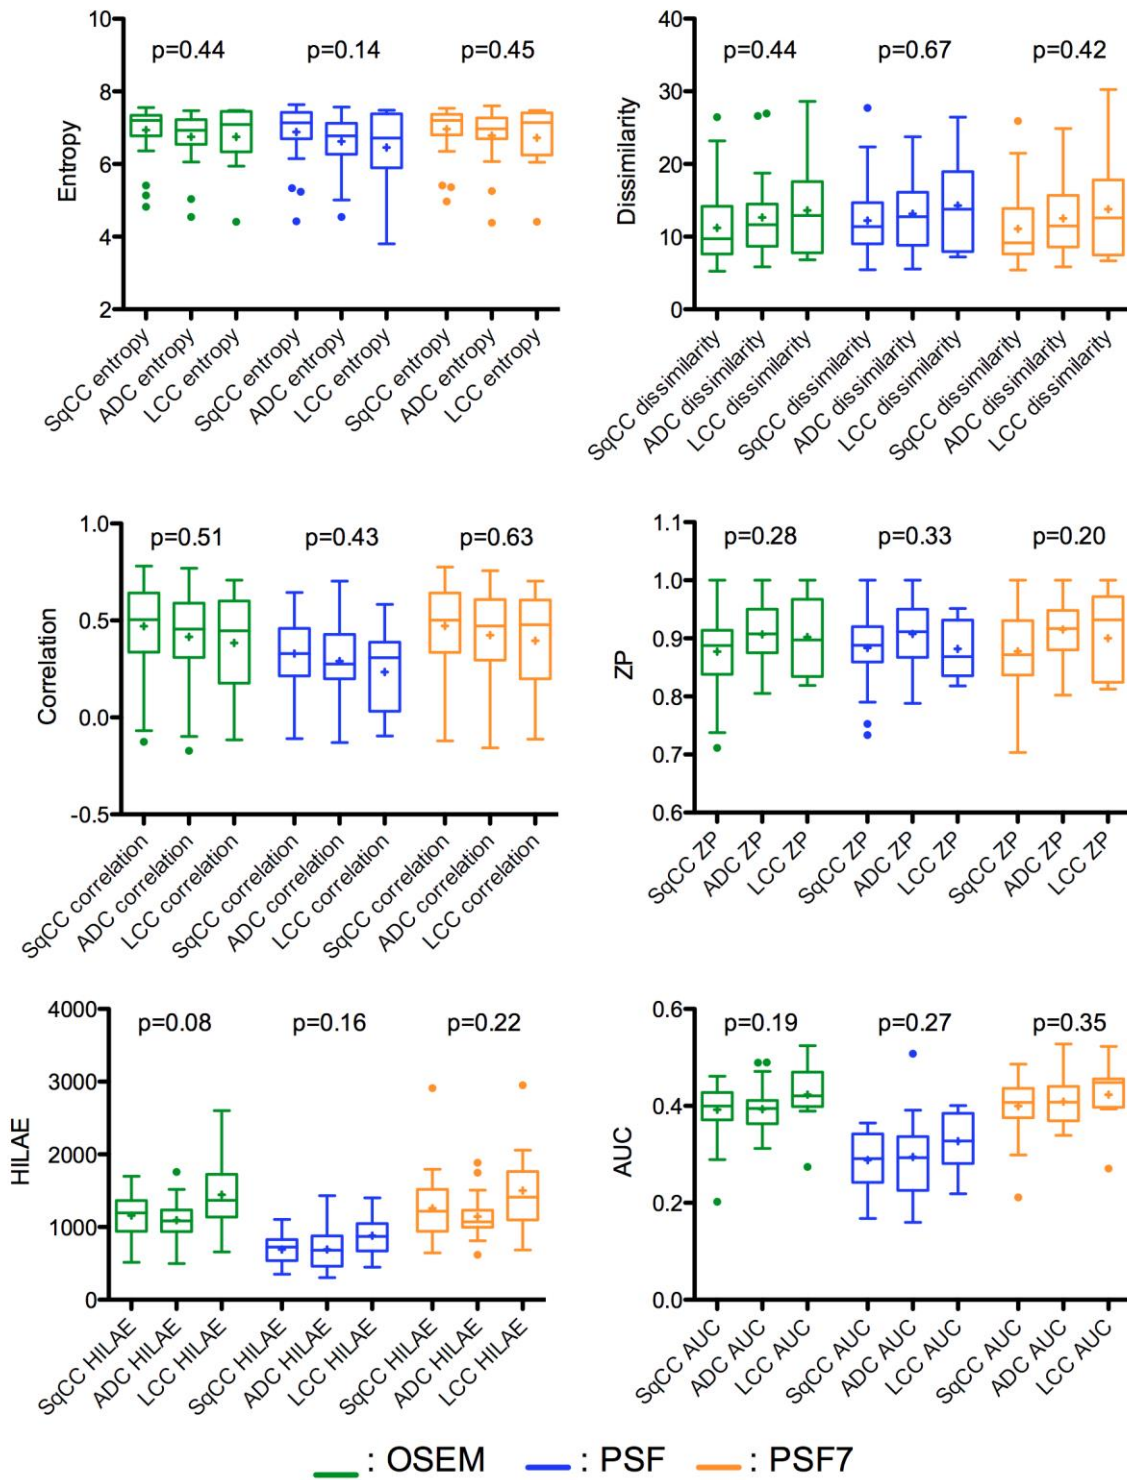 Entropy
10
8
6
4
2
p=0.44 p=0.14 p=0.45
SqCC entropy
ADC entropy
LCC entropy
SqCC entropy
ADC entropy
LCC entropy
SqCC entropy
ADC entropy
LCC entropy
Dissimilarity
40
30
20
10
0
p=0.44 p=0.67 p=0.42
SqCC dissimilarity
ADC dissimilarity
LCC dissimilarity
SqCC dissimilarity
ADC dissimilarity
LCC dissimilarity
SqCC dissimilarity
ADC dissimilarity
LCC dissimilarity
Correlation
1.0
0.5
0.0
-0.5
p=0.51 p=0.43 p=0.63
SqCC correlation
ADC correlation
LCC correlation
SqCC correlation
ADC correlation
LCC correlation
SqCC correlation
ADC correlation
LCC correlation
ZP
1.1
1.0
0.9
0.8
0.7
0.6
p=0.28 p=0.33 p=0.20
SqCC ZP
ADC ZP
LCC ZP
SqCC ZP
ADC ZP
LCC ZP
SqCC ZP
ADC ZP
LCC ZP
HILAE
4000
3000
2000
1000
0
p=0.08 p=0.16 p=0.22
SqCC HILAE
ADC HILAE
LCC HILAE
SqCC HILAE
ADC HILAE
LCC HILAE
SqCC HILAE
ADC HILAE
LCC HILAE
AUC
0.6
0.4
0.2
0.0
p=0.19 p=0.27 p=0.35
SqCC AUC
ADC AUC
LCC AUC
SqCC AUC
ADC AUC
LCC AUC
SqCC AUC
ADC AUC
LCC AUC
: OSEM : PSF : PSF7